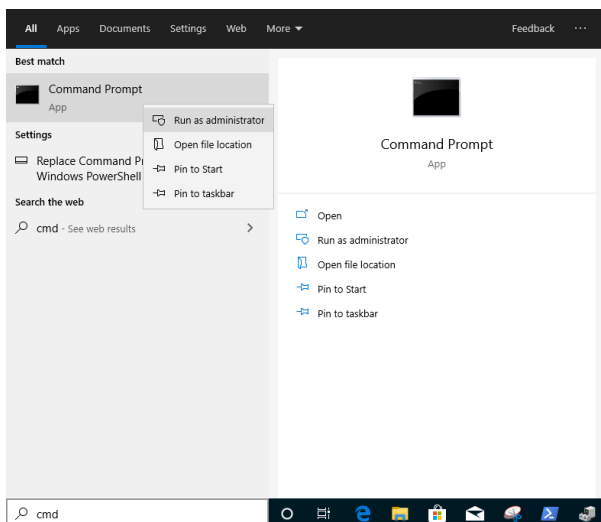 All Apps Documents Settings Web More Feedback ...
Best match
Command Prompt
App
Run as administrator
Open file location
Pin to Start
Pin to taskbar
Settings
Replace Command P
Windows PowerShell
Search the web
cmd - See web results
Command Prompt
App
Open
Run as administrator
Open file location
Pin to Start
Pin to taskbar
cmd